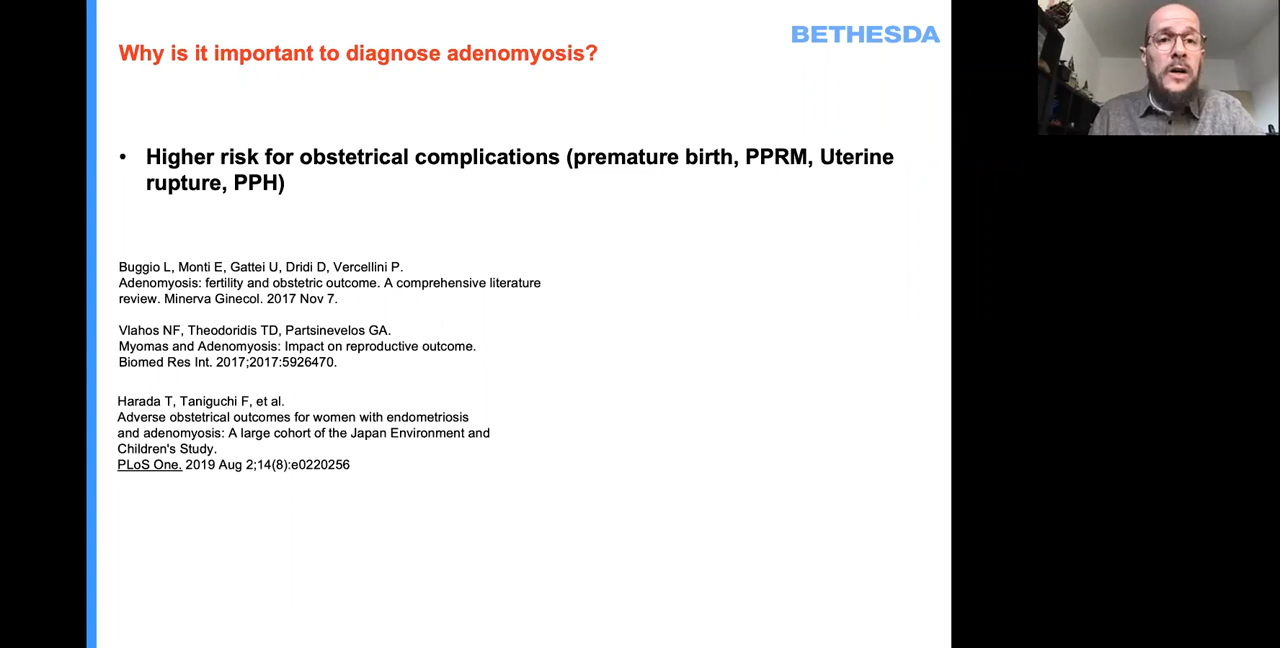 BETHESDA
Why is it important to diagnose adenomyosis?
• Higher risk for obstetrical complications (premature birth, PPRM, Uterine
rupture, PPH)
Buggio L, Monti E, Gattei U, Dridi D, Vercellini P.
Adenomyosis: fertility and obstetric outcome. A comprehensive literature
review. Minerva Ginecol. 2017 Nov 7.
Vlahos NF, Theodoridis TD, Partsinevelos GA.
Myomas and Adenomyosis: Impact on reproductive outcome.
Biomed Res Int. 2017;2017:5926470.
Harada T, Taniguchi F, et al.
Adverse obstetrical outcomes for women with endometriosis
and adenomyosis: A large cohort of the Japan Environment and
Children's Study.
PLoS One. 2019 Aug 2;14(8):e0220256